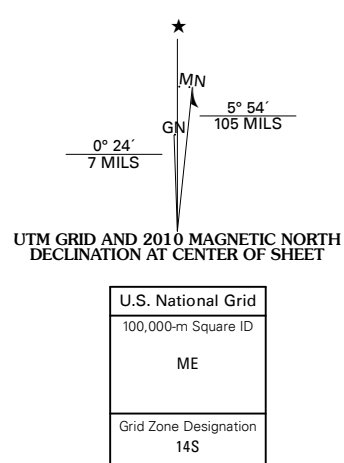 ★
MN
GN
5° 54´
105 MILS
0° 24´
7 MILS
UTM GRID AND 2010 MAGNETIC NORTH
DECLINATION AT CENTER OF SHEET
U.S. National Grid
100,000-m Square ID
ME
Grid Zone Designation
14S